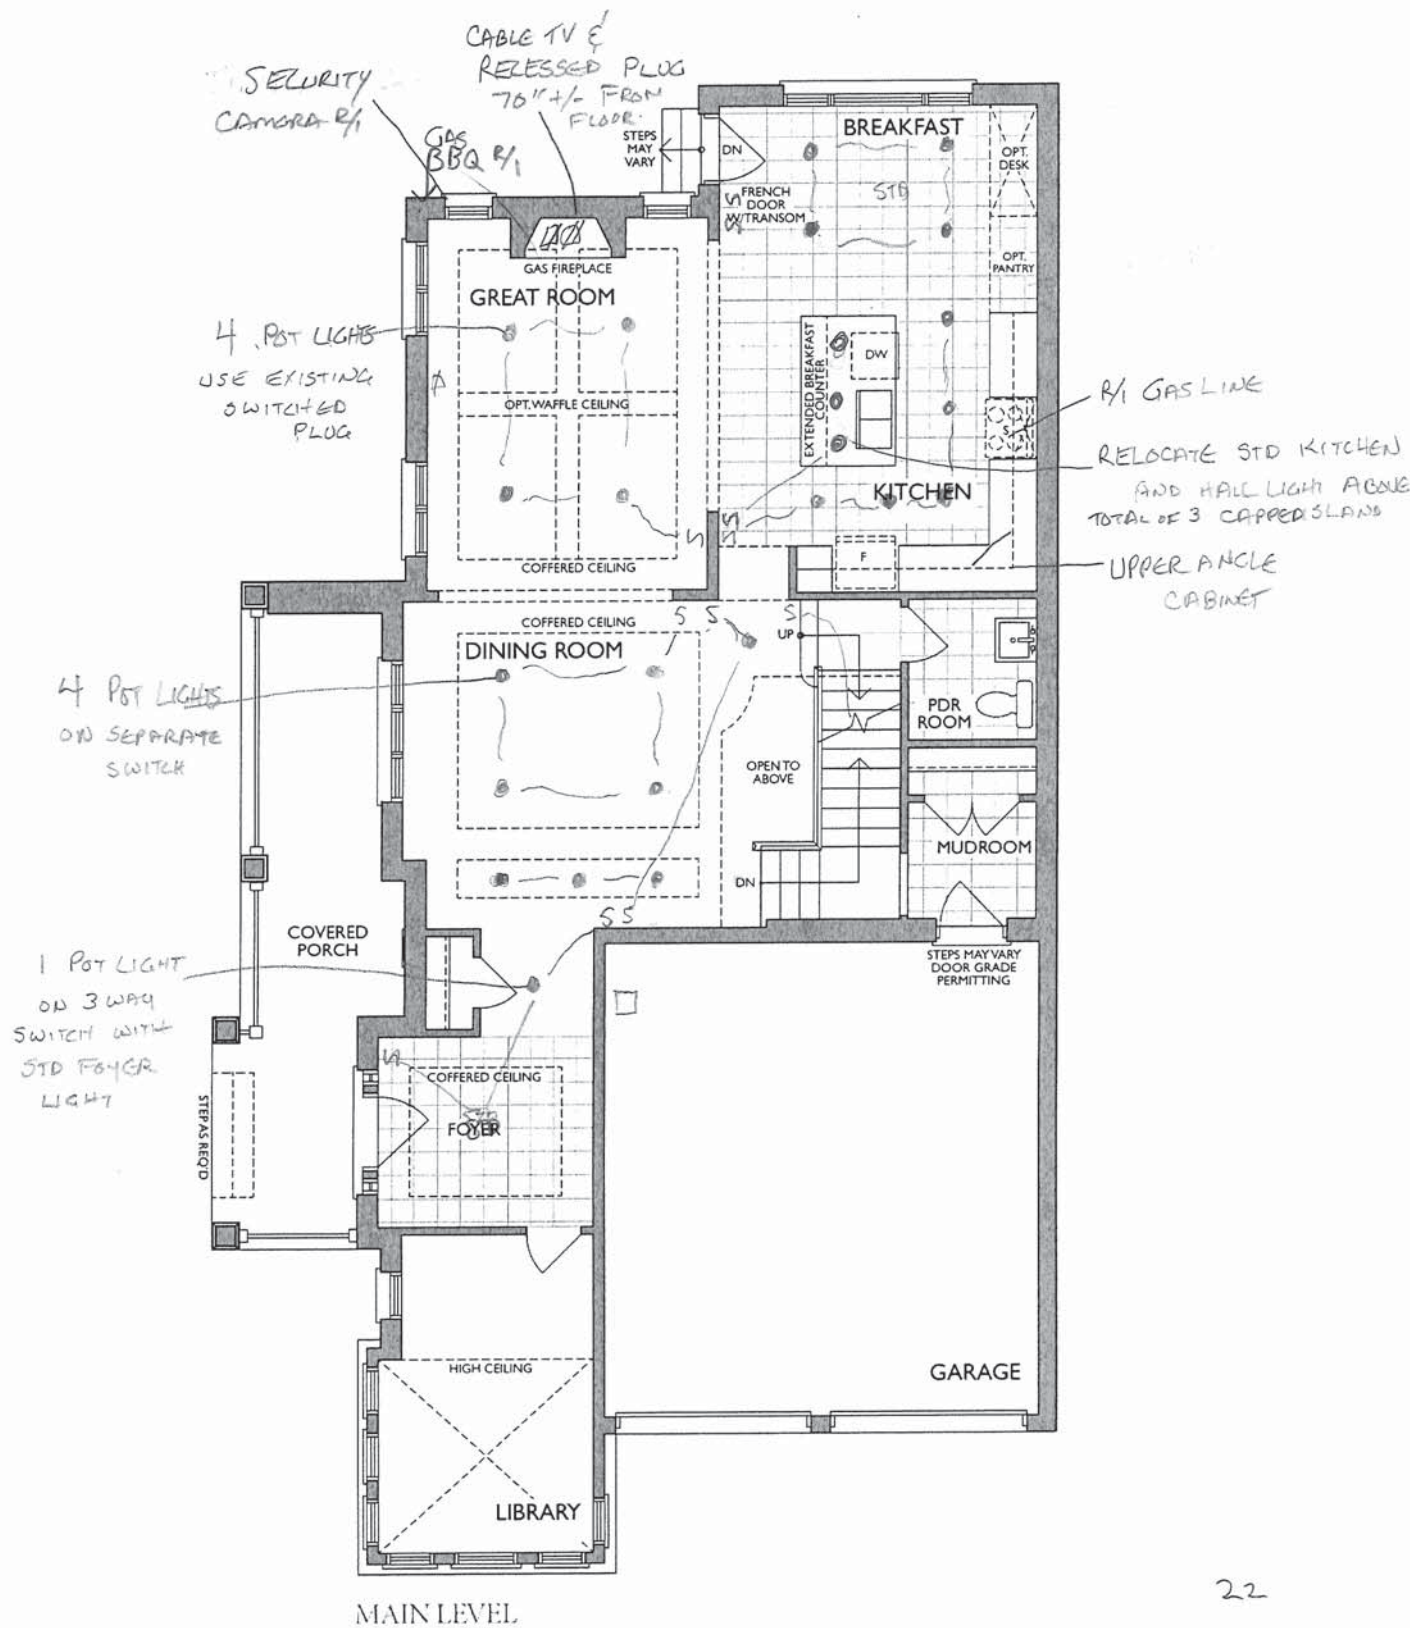 CABLE TV &
RECESSED PLUG
70" +/- FROM
FLOOR.
SECURITY
CAMERA R/I
GAS
BBQ R/I
STEPS
MAY
VARY
DN
BREAKFAST
OPT.
DESK
STD
FRENCH
DOOR
W/TRANSOM
S
S
OPT.
PANTRY
GAS FIREPLACE
GREAT ROOM
4 POT LIGHTS
USE EXISTING
SWITCHED
PLUG
OPT. WAFFLE CEILING
EXTENDED BREAKFAST
COUNTER
DW
S
R/I GAS LINE
RELOCATE STD KITCHEN
AND HALL LIGHT ABOVE
TOTAL OF 3 CAPPED ISLAND
KITCHEN
S
S
S
COFFERED CEILING
F
UPPER ANGLE
CABINET
COFFERED CEILING
S S
S
UP
DINING ROOM
4 POT LIGHTS
ON SEPARATE
SWITCH
PDR
ROOM
OPEN TO
ABOVE
MUDROOM
DN
S S
COVERED
PORCH
STEPS MAY VARY
DOOR GRADE
PERMITTING
1 POT LIGHT
ON 3 WAY
SWITCH WITH
STD FOYER
LIGHT
S
COFFERED CEILING
STD
FOYER
STEP AS REQ'D
HIGH CEILING
GARAGE
LIBRARY
MAIN LEVEL
22